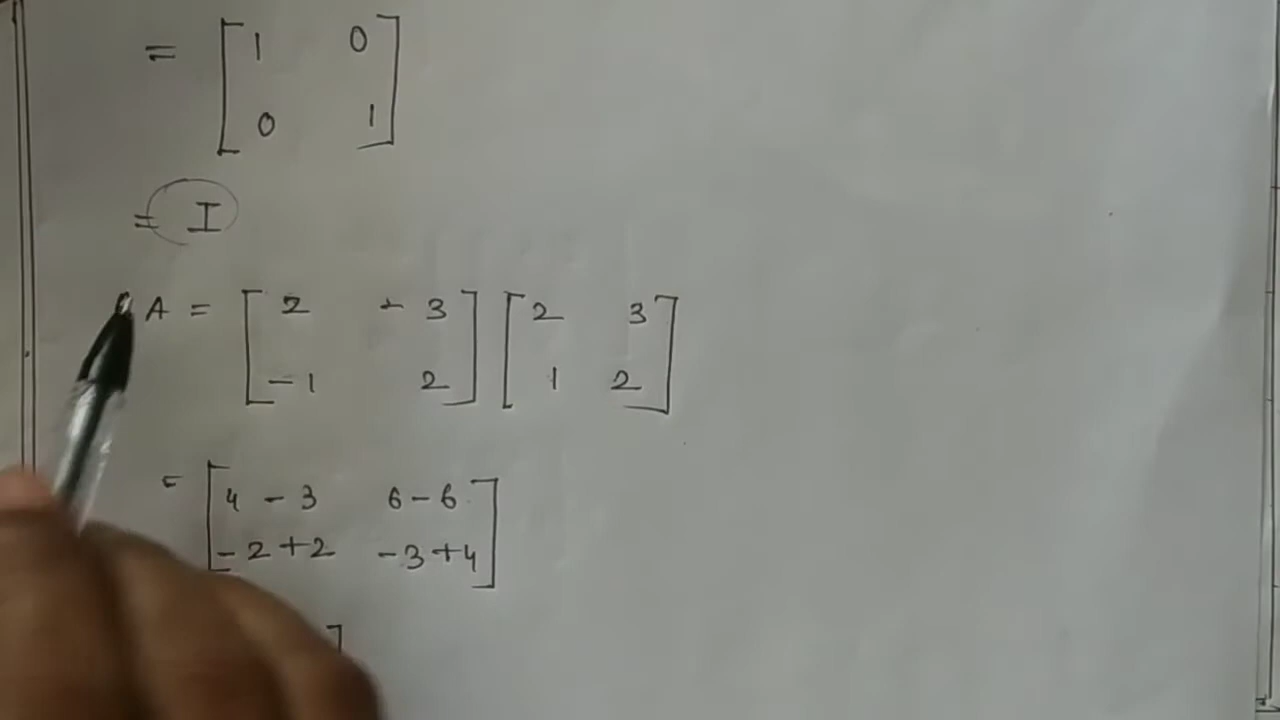 = [ 1 0
0 1 ]
= I
A = [ 2 - 3 ] [ 2 3 ]
-1 2 1 2
= [ 4 - 3 6 - 6 ]
-2 + 2 -3 + 4